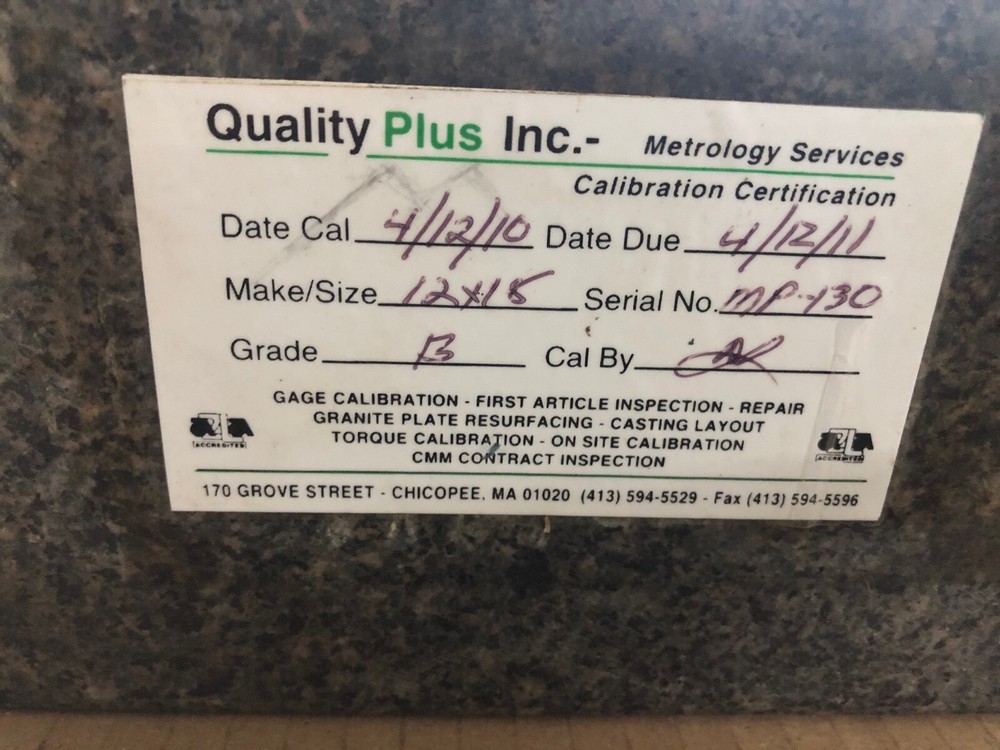 Quality Plus Inc.- Metrology Services
Calibration Certification
Date Cal 4/12/10 Date Due 4/12/11
Make/Size 12x18 Serial No. MP-130
Grade B Cal By
GAGE CALIBRATION - FIRST ARTICLE INSPECTION - REPAIR
GRANITE PLATE RESURFACING - CASTING LAYOUT
TORQUE CALIBRATION - ON SITE CALIBRATION
CMM CONTRACT INSPECTION
ACCREDITED ACCREDITED
170 GROVE STREET - CHICOPEE, MA 01020 (413) 594-5529 - Fax (413) 594-5596